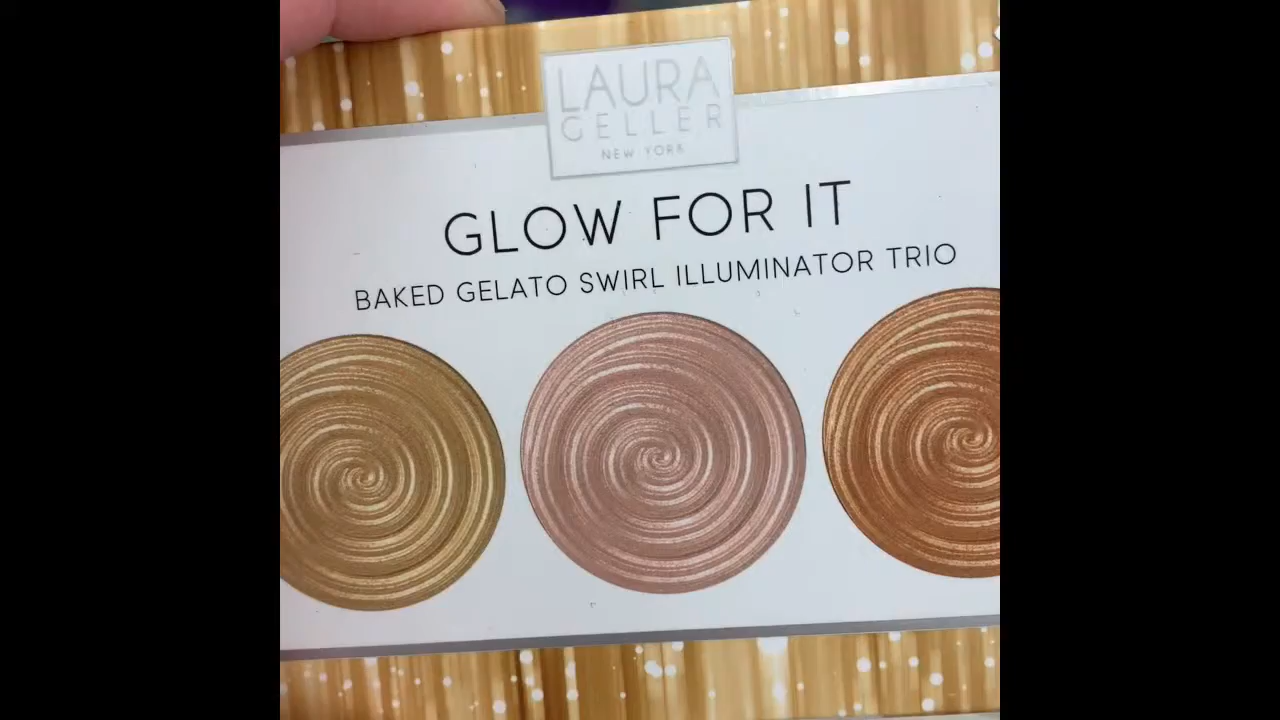 LAURA
GELLER
NEW YORK
GLOW FOR IT
BAKED GELATO SWIRL ILLUMINATOR TRIO